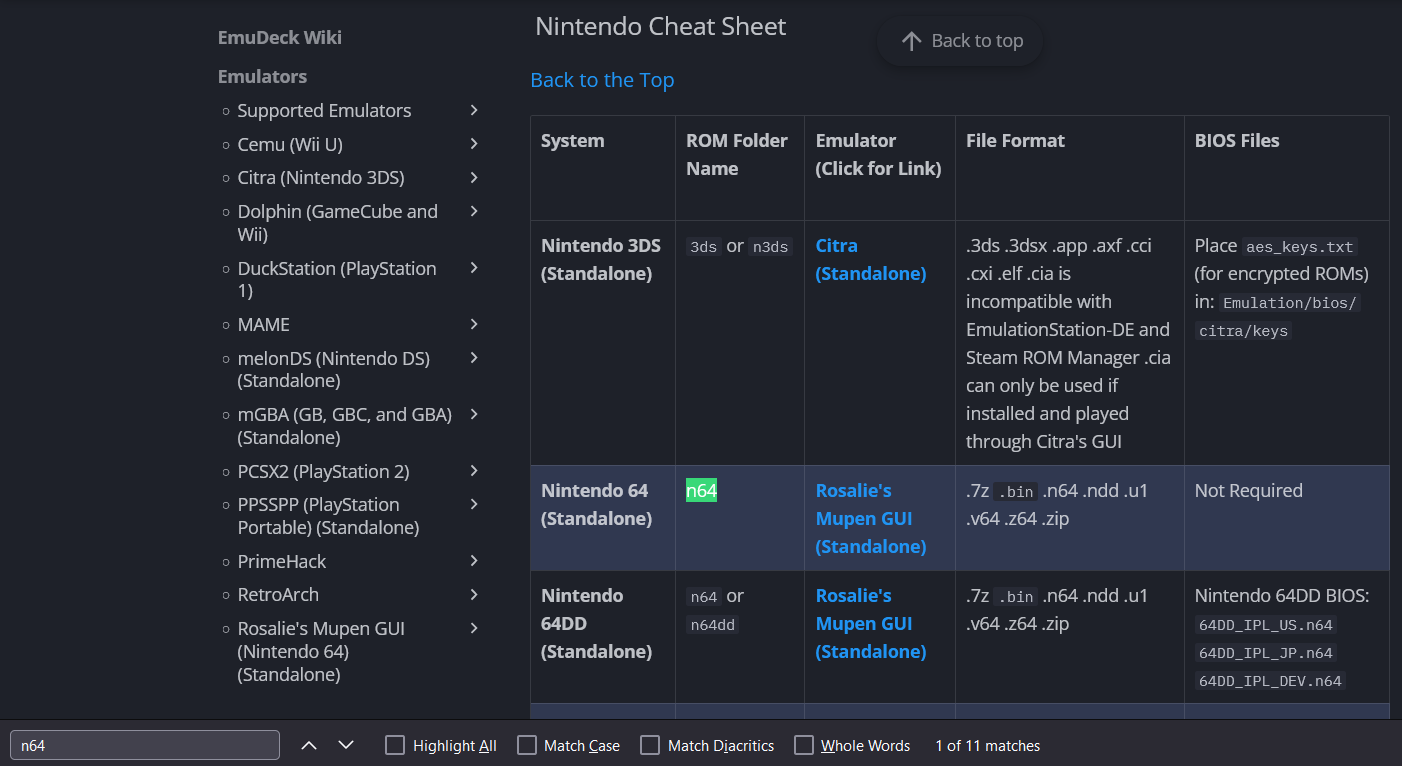 EmuDeck Wiki
Emulators
Supported Emulators
Cemu (Wii U)
Citra (Nintendo 3DS)
Dolphin (GameCube and
Wii)
DuckStation (PlayStation
1)
MAME
melonDS (Nintendo DS)
(Standalone)
mGBA (GB, GBC, and GBA)
(Standalone)
PCSX2 (PlayStation 2)
PPSSPP (PlayStation
Portable) (Standalone)
PrimeHack
RetroArch
Rosalie's Mupen GUI
(Nintendo 64)
(Standalone)
Nintendo Cheat Sheet
Back to top
Back to the Top
System
ROM Folder
Name
Emulator
(Click for Link)
File Format
BIOS Files
Nintendo 3DS
(Standalone)
3ds or n3ds
Citra
(Standalone)
.3ds .3dsx .app .axf .cci
.cxi .elf .cia is
incompatible with
EmulationStation-DE and
Steam ROM Manager .cia
can only be used if
installed and played
through Citra's GUI
Place aes_keys.txt
(for encrypted ROMs)
in: Emulation/bios/
citra/keys
Nintendo 64
(Standalone)
n64
Rosalie's
Mupen GUI
(Standalone)
.7z .bin .n64 .ndd .u1
.v64 .z64 .zip
Not Required
Nintendo
64DD
(Standalone)
n64 or
n64dd
Rosalie's
Mupen GUI
(Standalone)
.7z .bin .n64 .ndd .u1
.v64 .z64 .zip
Nintendo 64DD BIOS:
64DD_IPL_US.n64
64DD_IPL_JP.n64
64DD_IPL_DEV.n64
n64
Highlight All
Match Case
Match Diacritics
Whole Words
1 of 11 matches